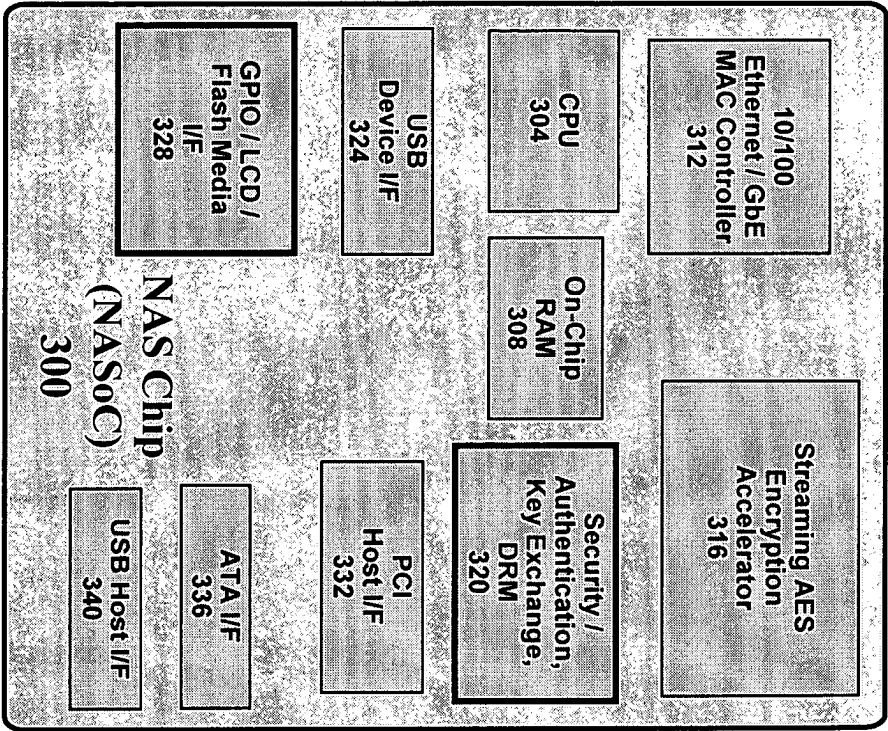 10/100
Ethernet / GbE
MAC Controller
312
Streaming AES
Encryption
Accelerator
316
CPU
304
On-Chip
RAM
308
Security /
Authentication,
Key Exchange,
DRM
320
USB
Device I/F
324
PCI
Host I/F
332
GPIO / LCD /
Flash Media
I/F
328
ATA I/F
336
NAS Chip
(NASoC)
300
USB Host I/F
340